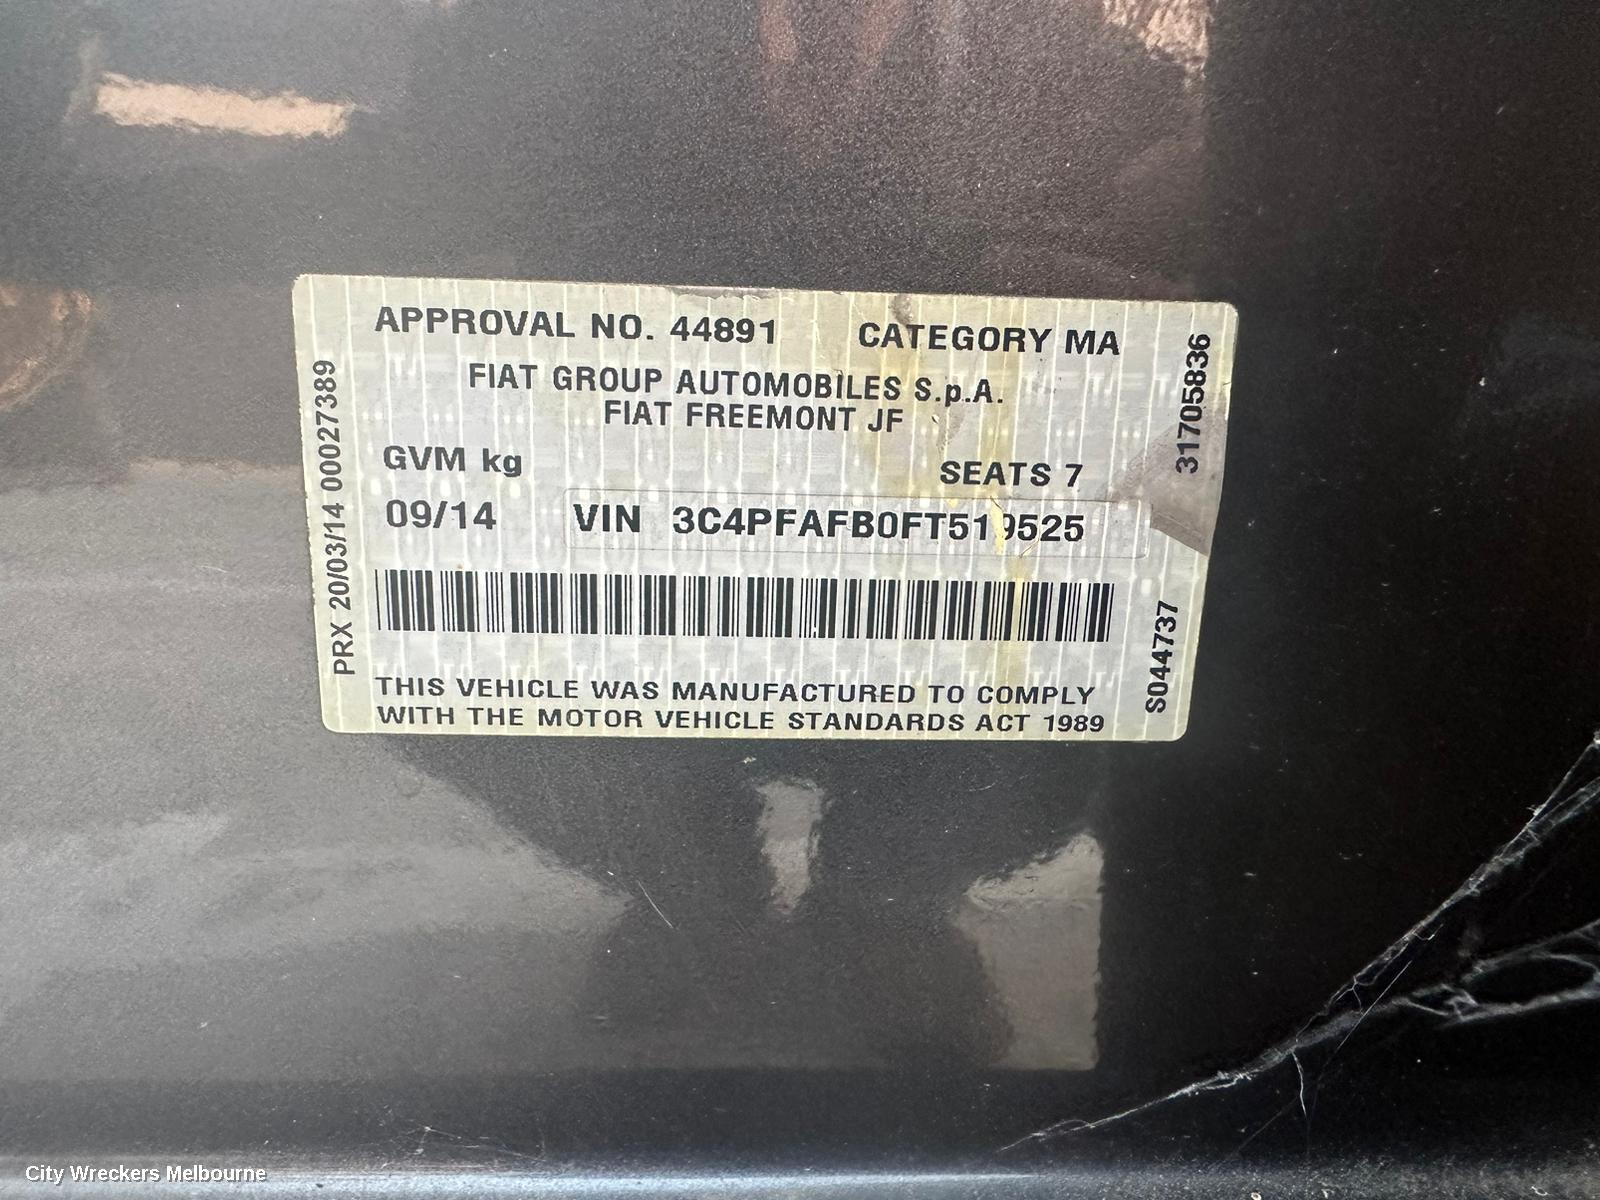 APPROVAL NO. 44891 CATEGORY MA
FIAT GROUP AUTOMOBILES S.p.A.
FIAT FREEMONT JF
GVM kg SEATS 7
09/14 VIN 3C4PFAFB0FT519525
THIS VEHICLE WAS MANUFACTURED TO COMPLY
WITH THE MOTOR VEHICLE STANDARDS ACT 1989
PRX 20/03/14 00027389
31705836
S044737
City Wreckers Melbourne